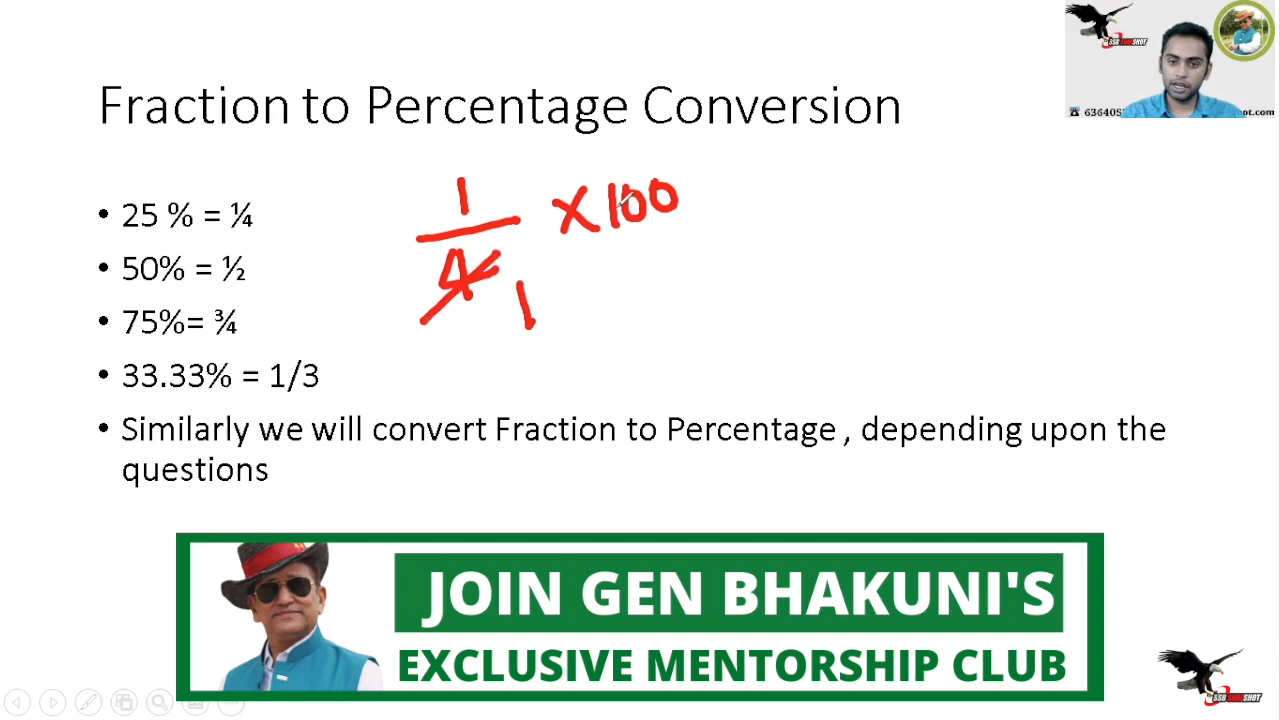 Fraction to Percentage Conversion
• 25 % = ¼
• 50% = ½
• 75%= ¾
• 33.33% = 1/3
• Similarly we will convert Fraction to Percentage , depending upon the
questions
1
4
1
X 100
JOIN GEN BHAKUNI'S
EXCLUSIVE MENTORSHIP CLUB